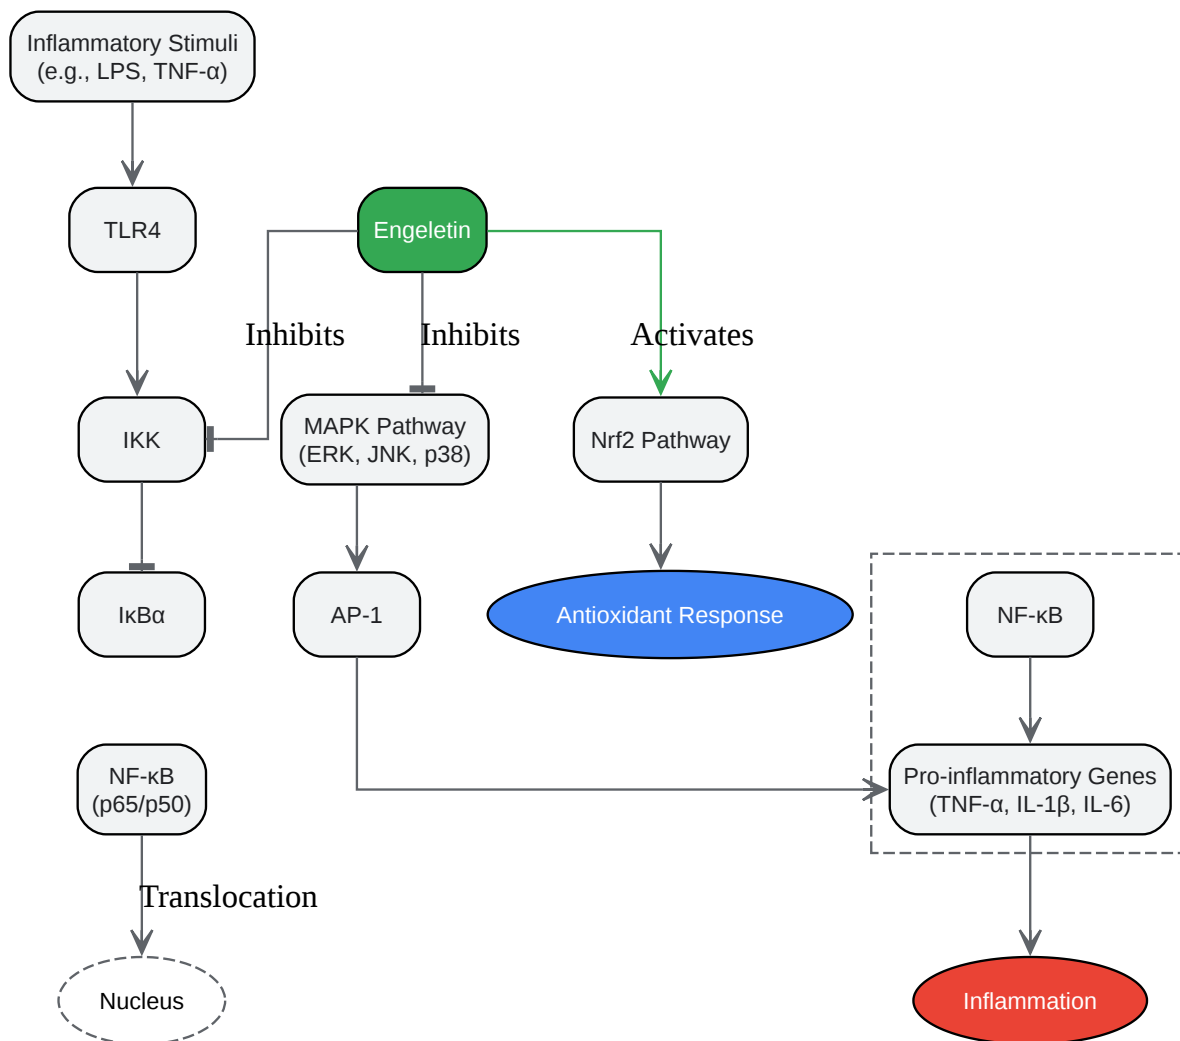 Inflammatory Stimuli
(e.g., LPS, TNF-α)
TLR4
Engeletin
Inhibits
Inhibits
Activates
IKK
MAPK Pathway
(ERK, JNK, p38)
Nrf2 Pathway
IκBα
AP-1
Antioxidant Response
NF-κB
NF-κB
(p65/p50)
Pro-inflammatory Genes
(TNF-α, IL-1β, IL-6)
Translocation
Nucleus
Inflammation